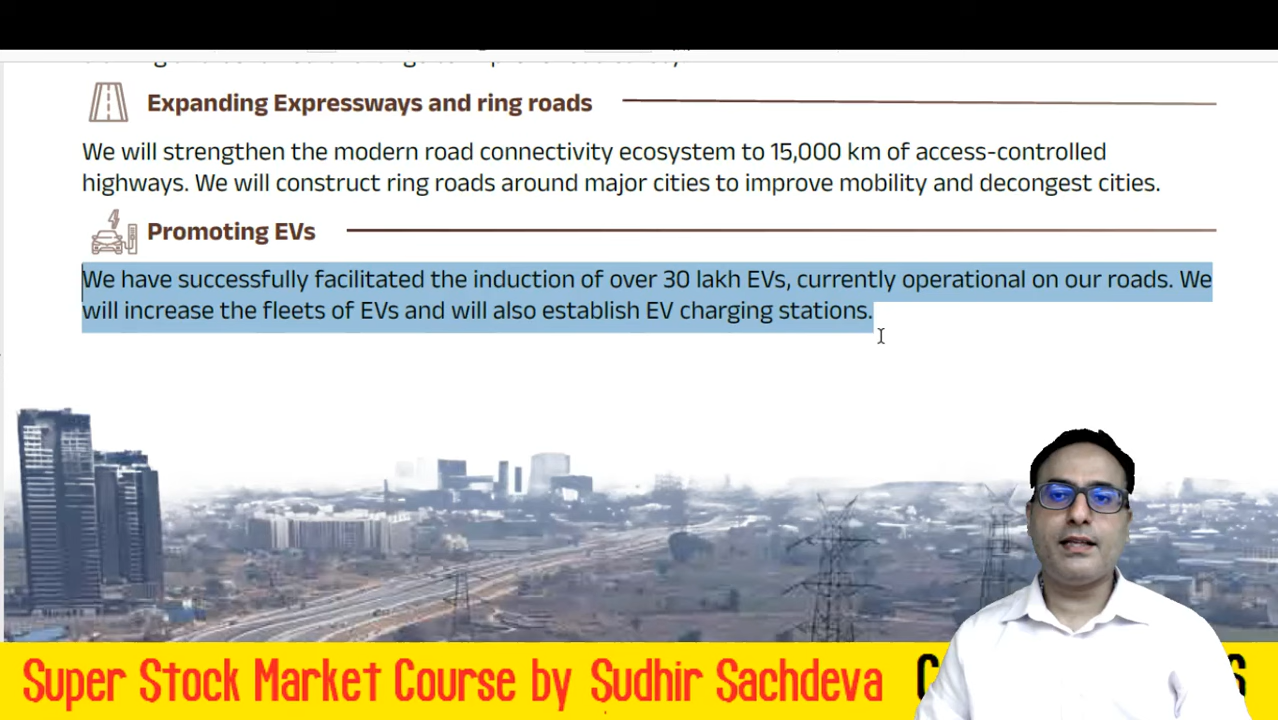 Expanding Expressways and ring roads
We will strengthen the modern road connectivity ecosystem to 15,000 km of access-controlled
highways. We will construct ring roads around major cities to improve mobility and decongest cities.
Promoting EVs
We have successfully facilitated the induction of over 30 lakh EVs, currently operational on our roads. We
will increase the fleets of EVs and will also establish EV charging stations.
Super Stock Market Course by Sudhir Sachdeva